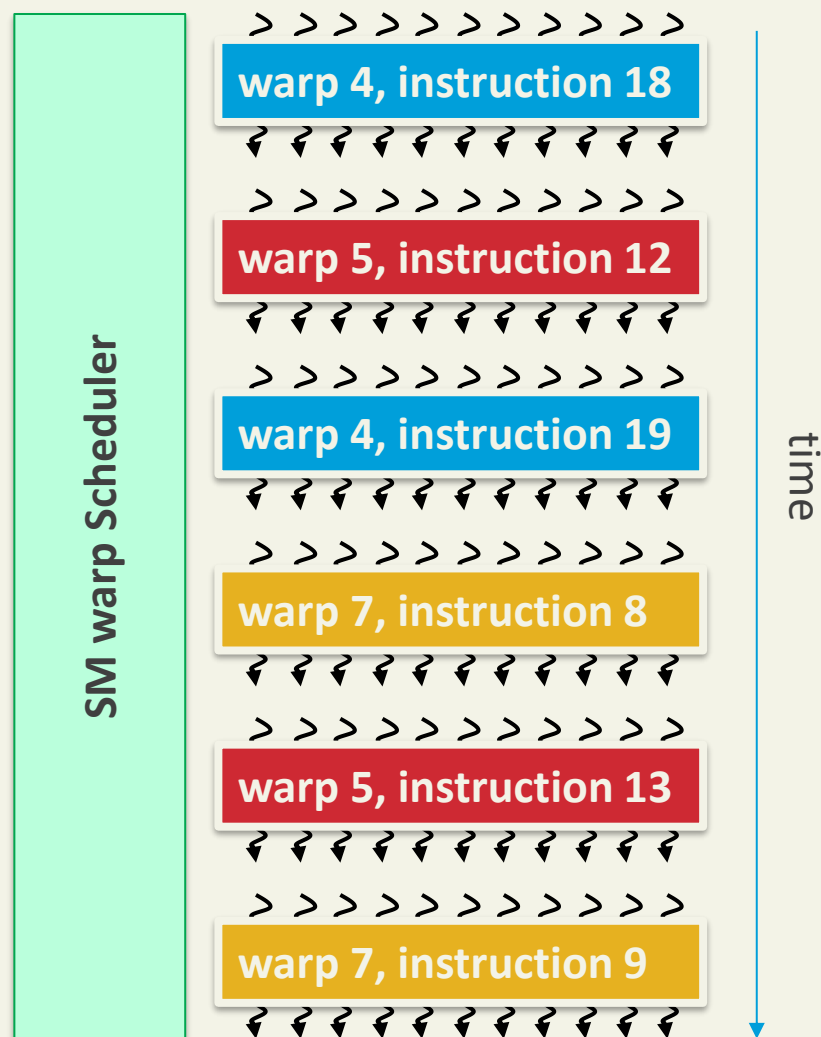 SM warp Scheduler
warp 4, instruction 18
warp 5, instruction 12
warp 4, instruction 19
warp 7, instruction 8
warp 5, instruction 13
warp 7, instruction 9
time